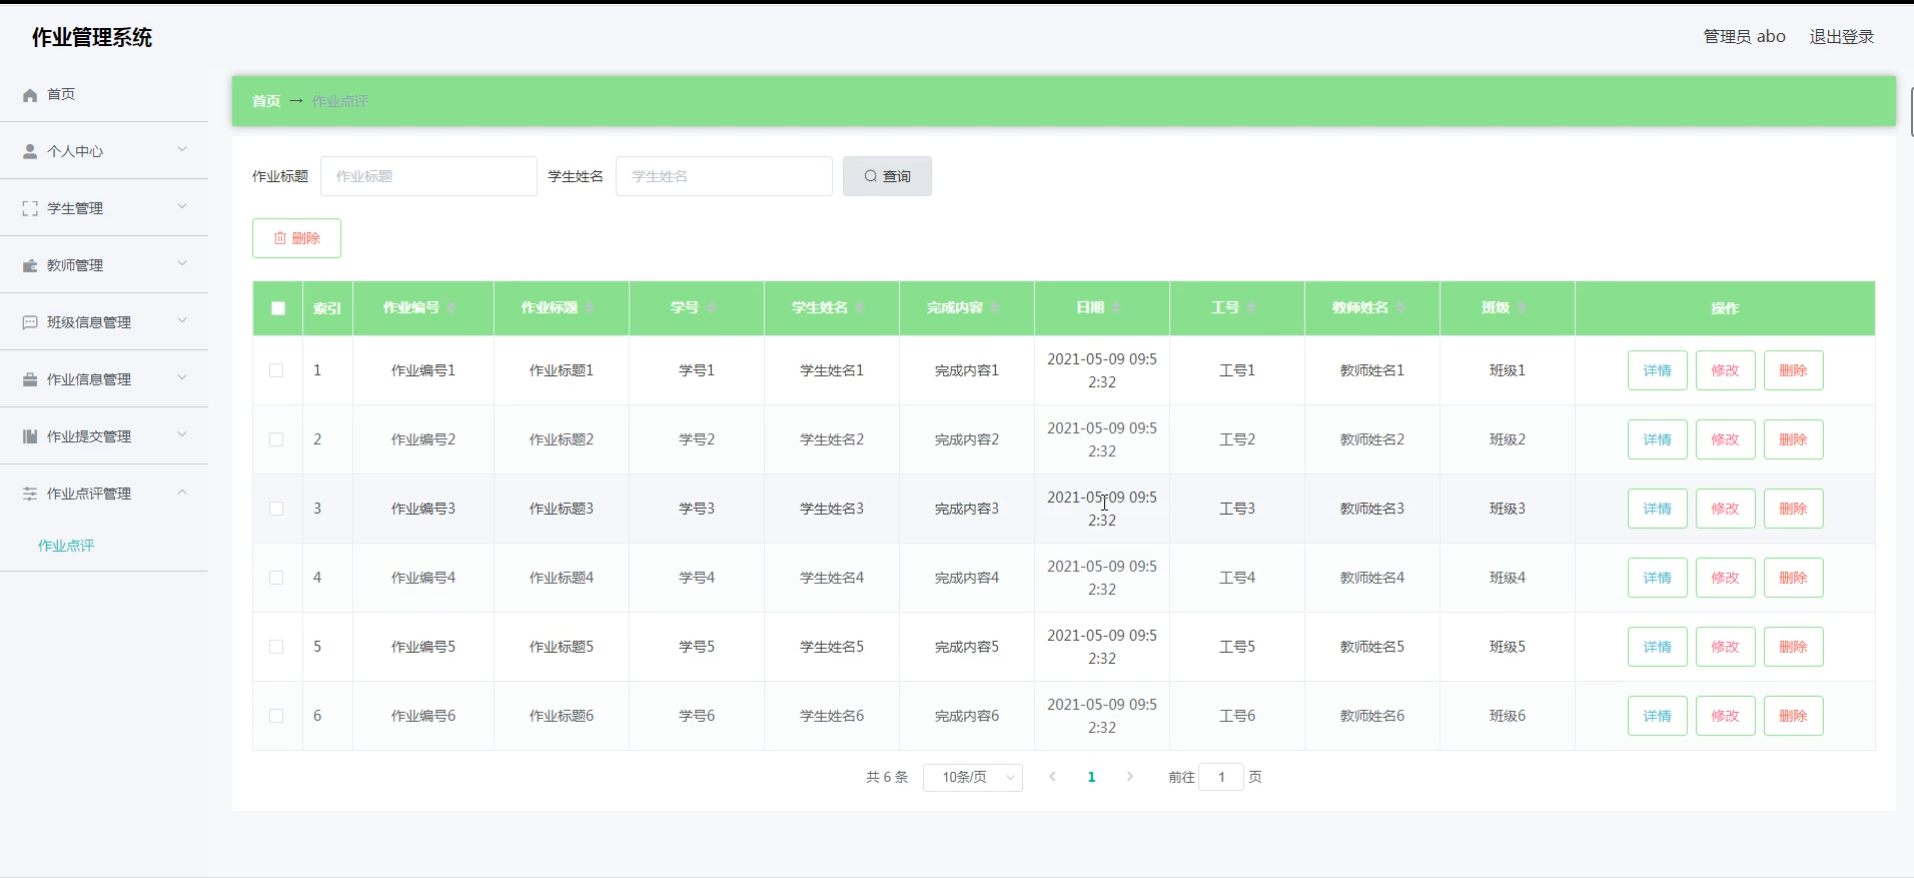 作业管理系统
管理员 abo 退出登录
首页
个人中心
学生管理
教师管理
班级信息管理
作业信息管理
作业提交管理
作业点评管理
作业点评
首页 → 作业点评
作业标题 作业标题 学生姓名 学生姓名 查询
删除
索引 作业编号 作业标题 学号 学生姓名 完成内容 日期 工号 教师姓名 班级 操作
1 作业编号1 作业标题1 学号1 学生姓名1 完成内容1 2021-05-09 09:5 工号1 教师姓名1 班级1 详情 修改 删除
2:32
2 作业编号2 作业标题2 学号2 学生姓名2 完成内容2 2021-05-09 09:5 工号2 教师姓名2 班级2 详情 修改 删除
2:32
3 作业编号3 作业标题3 学号3 学生姓名3 完成内容3 2021-05-09 09:5 工号3 教师姓名3 班级3 详情 修改 删除
2:32
4 作业编号4 作业标题4 学号4 学生姓名4 完成内容4 2021-05-09 09:5 工号4 教师姓名4 班级4 详情 修改 删除
2:32
5 作业编号5 作业标题5 学号5 学生姓名5 完成内容5 2021-05-09 09:5 工号5 教师姓名5 班级5 详情 修改 删除
2:32
6 作业编号6 作业标题6 学号6 学生姓名6 完成内容6 2021-05-09 09:5 工号6 教师姓名6 班级6 详情 修改 删除
2:32
共 6 条 10条/页 1 前往 1 页